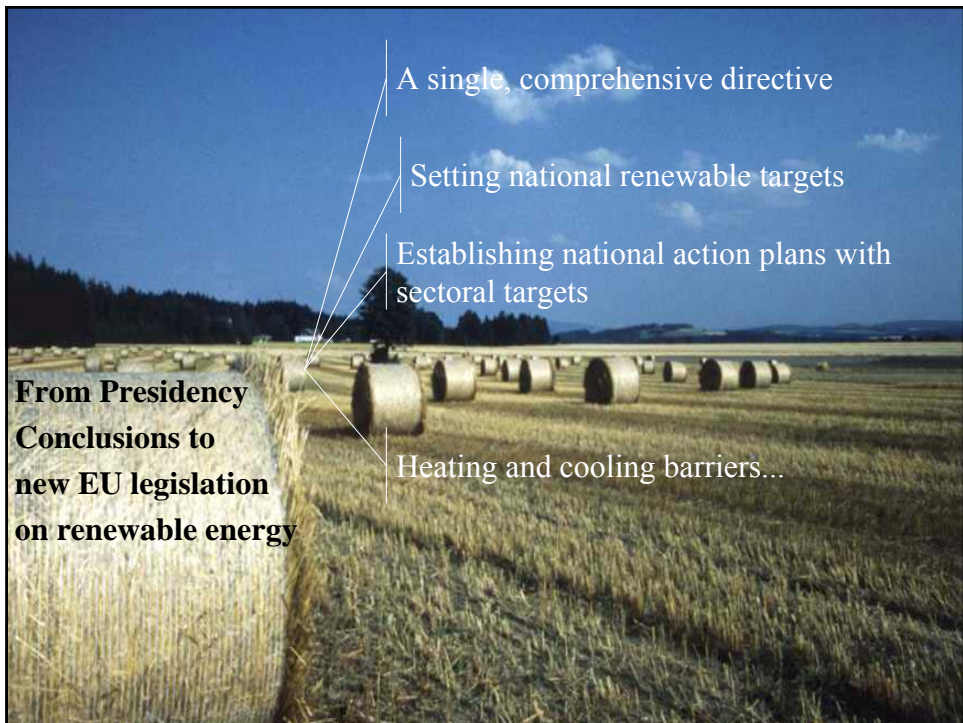 A single, comprehensive directive
Setting national renewable targets
Establishing national action plans with
sectoral targets
From Presidency
Conclusions to
new EU legislation
on renewable energy
Heating and cooling barriers...